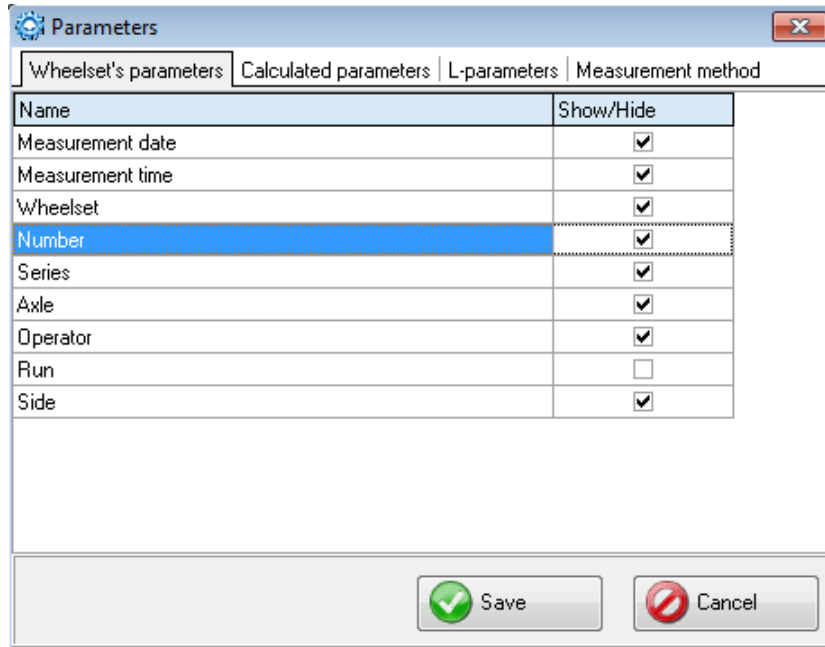 Parameters
Wheelset's parameters Calculated parameters L-parameters Measurement method
Name Show/Hide
Measurement date
Measurement time
Wheelset
Number
Series
Axle
Operator
Run
Side
Save Cancel